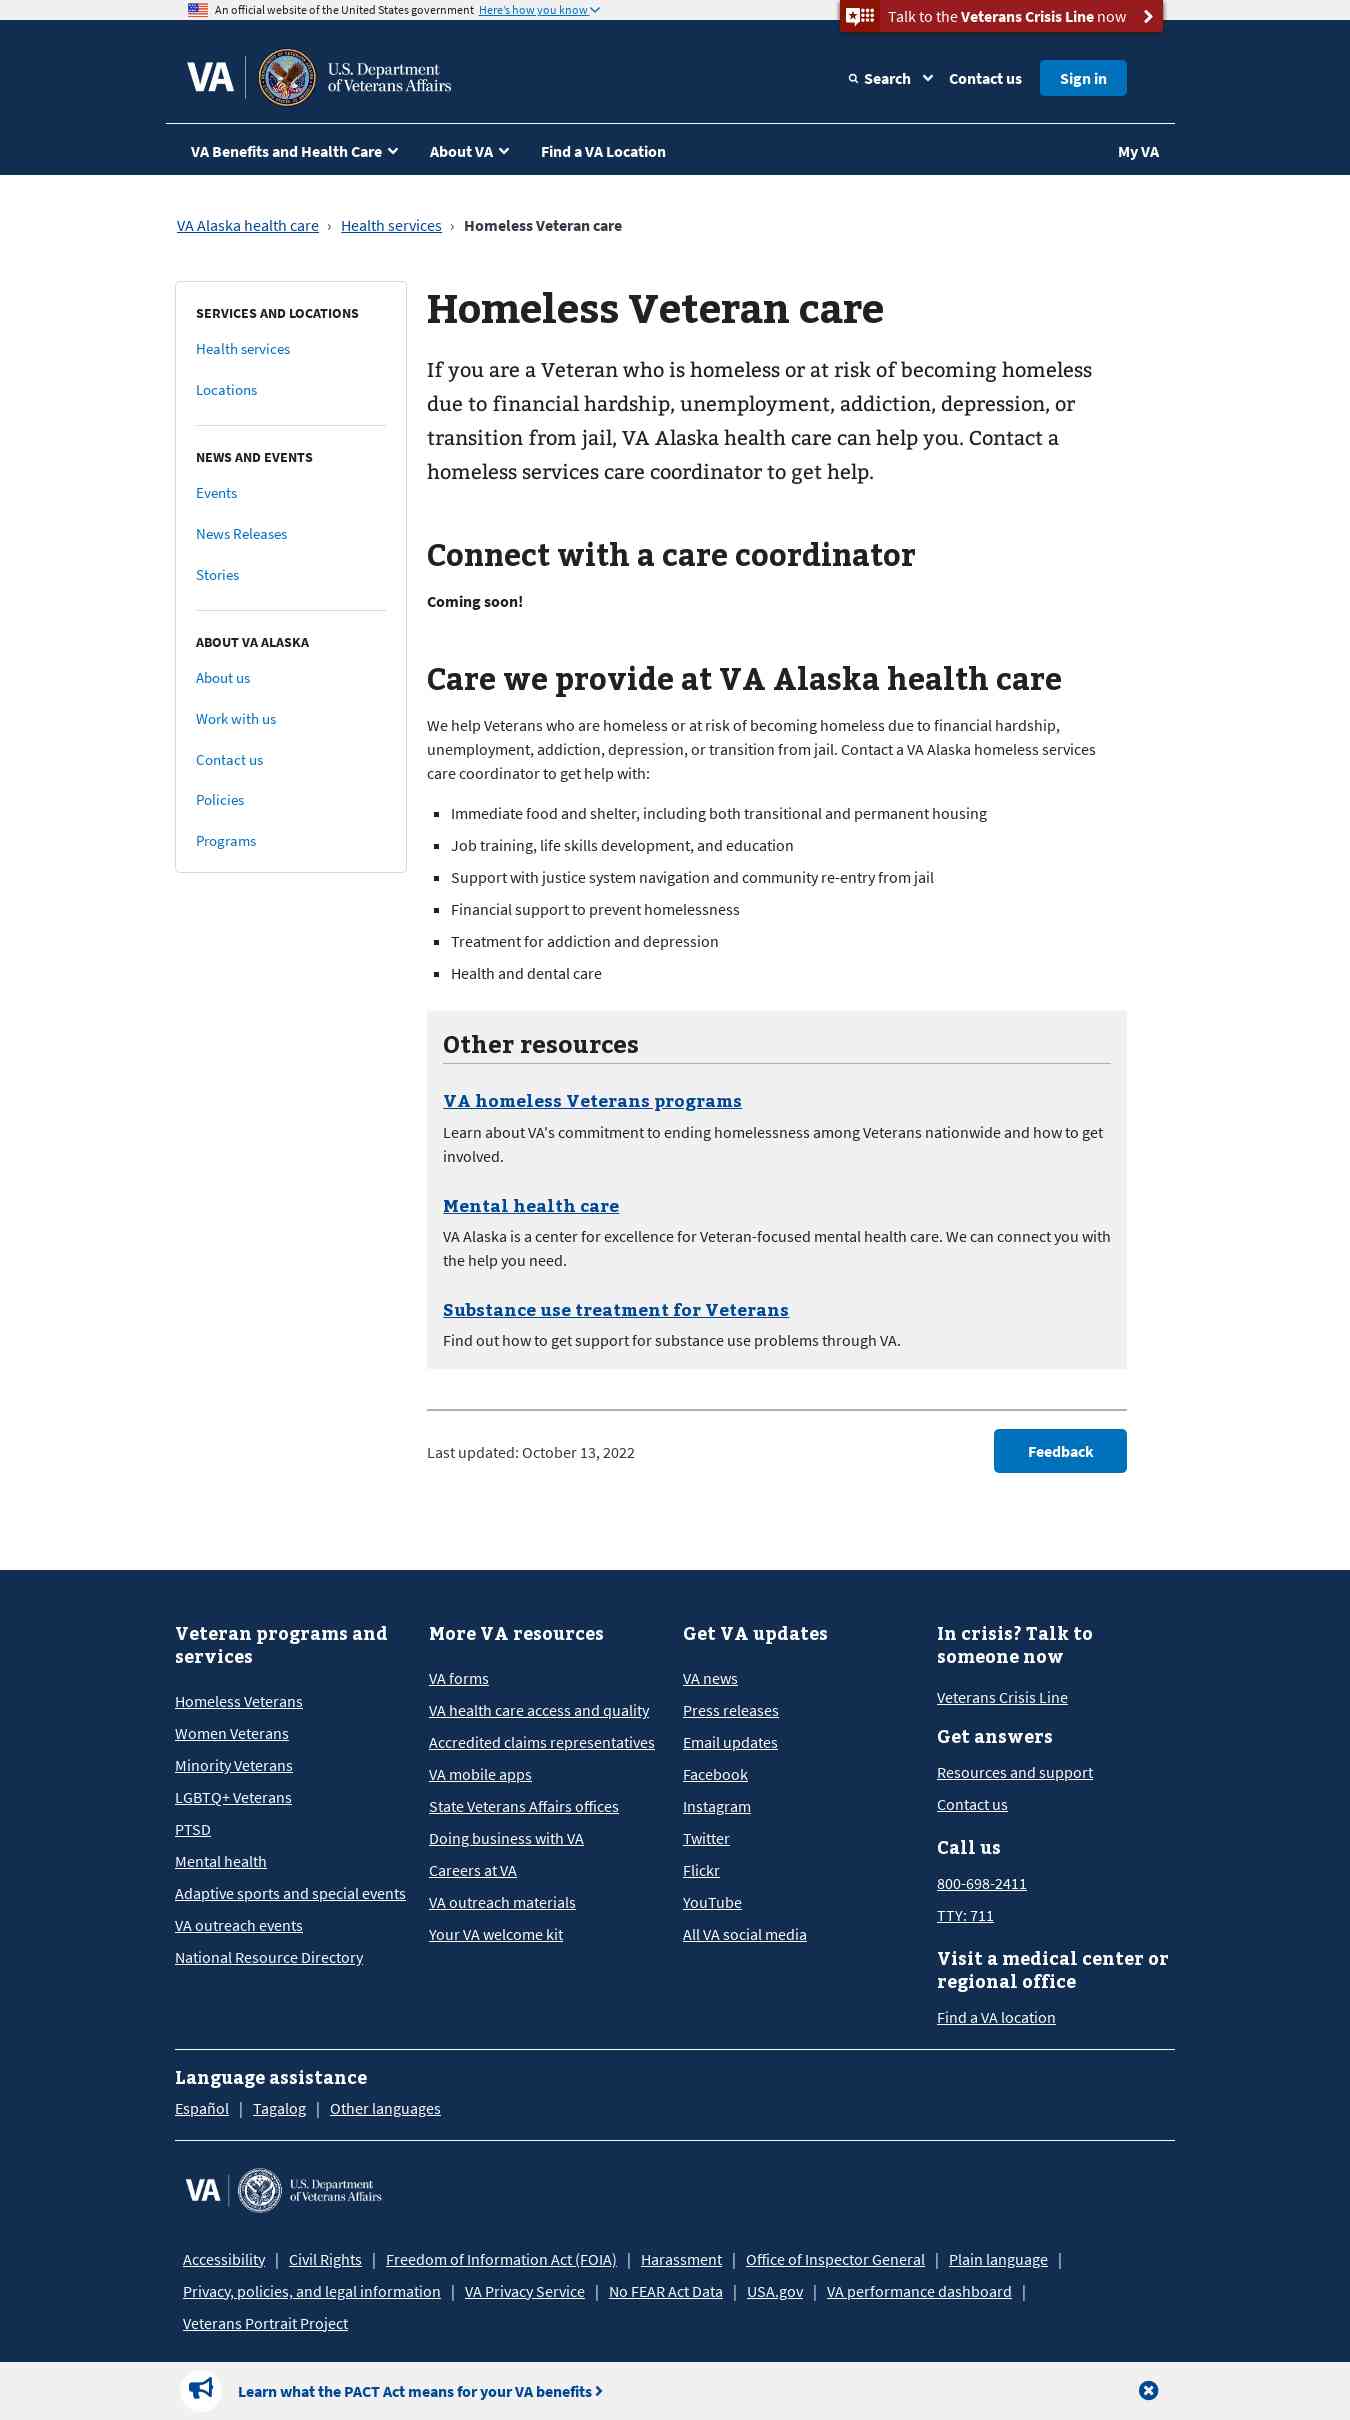 An official website of the United States government Here's how you know
Talk to the Veterans Crisis Line now
VA
U.S. Department
of Veterans Affairs
Search
Contact us
Sign in
VA Benefits and Health Care
About VA
Find a VA Location
My VA
VA Alaska health care › Health services › Homeless Veteran care
SERVICES AND LOCATIONS
Health services
Locations
NEWS AND EVENTS
Events
News Releases
Stories
ABOUT VA ALASKA
About us
Work with us
Contact us
Policies
Programs
Homeless Veteran care
If you are a Veteran who is homeless or at risk of becoming homeless
due to financial hardship, unemployment, addiction, depression, or
transition from jail, VA Alaska health care can help you. Contact a
homeless services care coordinator to get help.
Connect with a care coordinator
Coming soon!
Care we provide at VA Alaska health care
We help Veterans who are homeless or at risk of becoming homeless due to financial hardship,
unemployment, addiction, depression, or transition from jail. Contact a VA Alaska homeless services
care coordinator to get help with:
Immediate food and shelter, including both transitional and permanent housing
Job training, life skills development, and education
Support with justice system navigation and community re-entry from jail
Financial support to prevent homelessness
Treatment for addiction and depression
Health and dental care
Other resources
VA homeless Veterans programs
Learn about VA's commitment to ending homelessness among Veterans nationwide and how to get
involved.
Mental health care
VA Alaska is a center for excellence for Veteran-focused mental health care. We can connect you with
the help you need.
Substance use treatment for Veterans
Find out how to get support for substance use problems through VA.
Last updated: October 13, 2022
Feedback
Veteran programs and
services
Homeless Veterans
Women Veterans
Minority Veterans
LGBTQ+ Veterans
PTSD
Mental health
Adaptive sports and special events
VA outreach events
National Resource Directory
More VA resources
VA forms
VA health care access and quality
Accredited claims representatives
VA mobile apps
State Veterans Affairs offices
Doing business with VA
Careers at VA
VA outreach materials
Your VA welcome kit
Get VA updates
VA news
Press releases
Email updates
Facebook
Instagram
Twitter
Flickr
YouTube
All VA social media
In crisis? Talk to
someone now
Veterans Crisis Line
Get answers
Resources and support
Contact us
Call us
800-698-2411
TTY: 711
Visit a medical center or
regional office
Find a VA location
Language assistance
Español | Tagalog | Other languages
VA
U.S. Department
of Veterans Affairs
Accessibility | Civil Rights | Freedom of Information Act (FOIA) | Harassment | Office of Inspector General | Plain language |
Privacy, policies, and legal information | VA Privacy Service | No FEAR Act Data | USA.gov | VA performance dashboard |
Veterans Portrait Project
Learn what the PACT Act means for your VA benefits